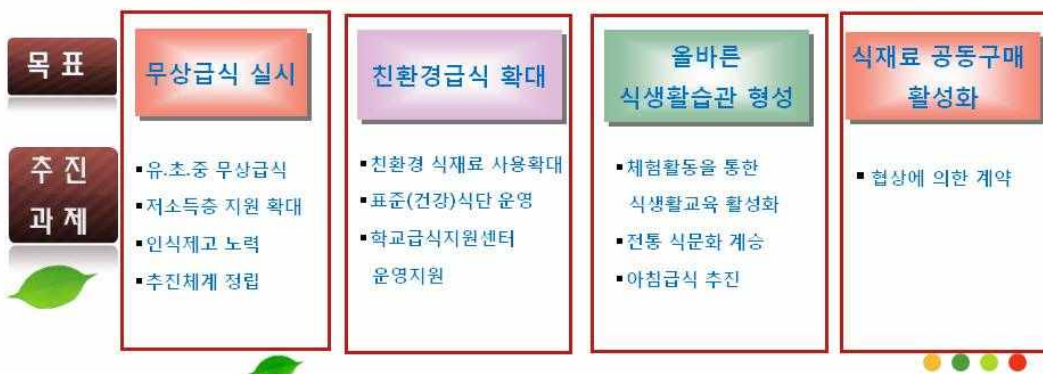 목 표
무상급식 실시
친환경급식 확대
올바른
식생활습관 형성
식재료 공동구매
활성화
추 진
과 제
▪유.초.중 무상급식
▪저소득층 지원 확대
▪인식제고 노력
▪추진체계 정립
▪친환경 식재료 사용확대
▪표준(건강)식단 운영
▪학교급식지원센터
운영지원
▪체험활동을 통한
식생활교육 활성화
▪전통 식문화 계승
▪아침급식 추진
▪ 협상에 의한 계약